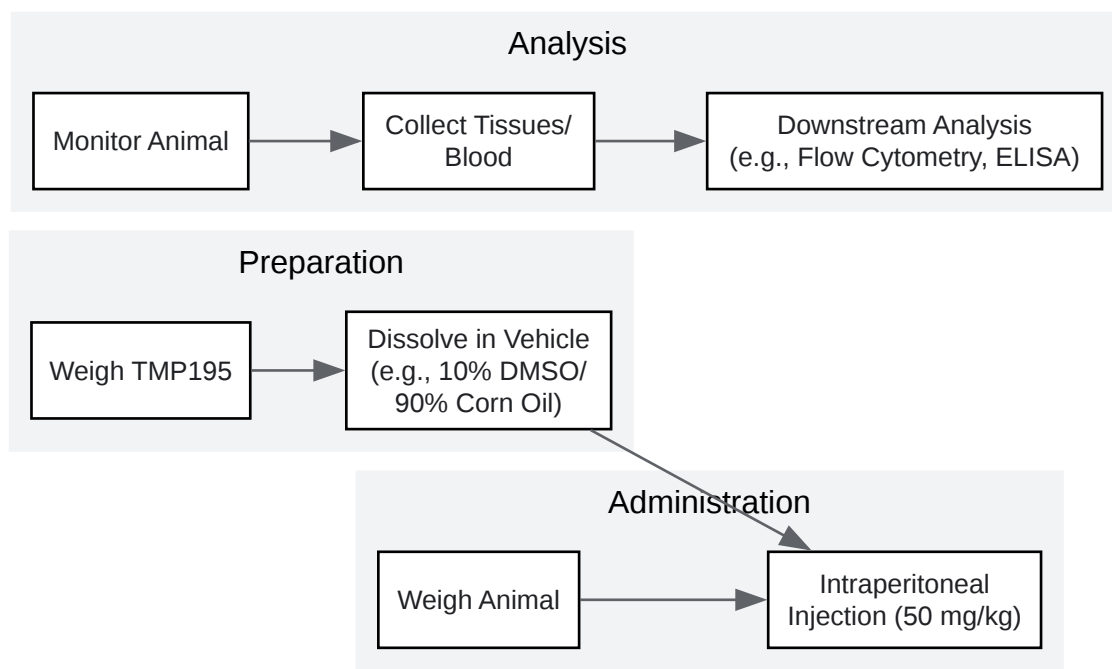 Analysis
Monitor Animal
Collect Tissues/
Blood
Downstream Analysis
(e.g., Flow Cytometry, ELISA)
Preparation
Weigh TMP195
Dissolve in Vehicle
(e.g., 10% DMSO/
90% Corn Oil)
Administration
Weigh Animal
Intraperitoneal
Injection (50 mg/kg)